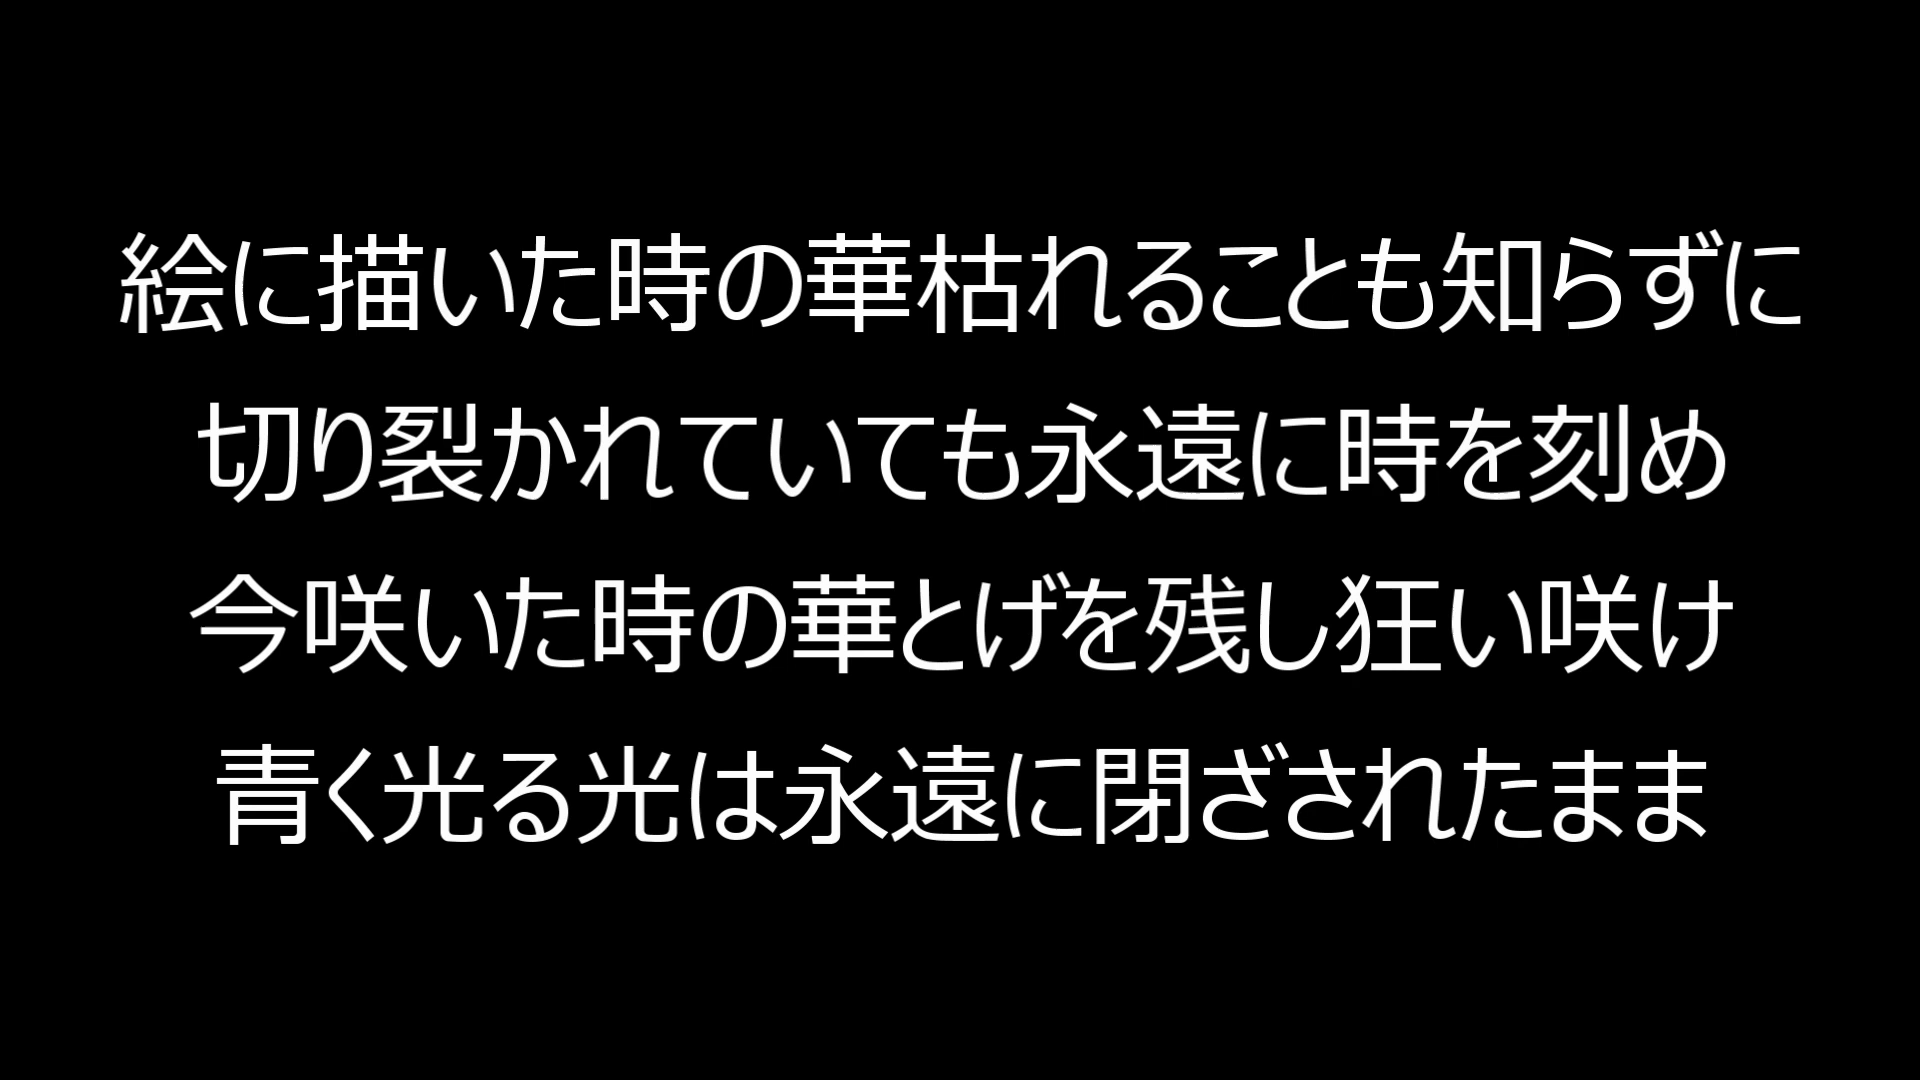 絵に描いた時の華枯れることも知らずに
切り裂かれていても永遠に時を刻め
今咲いた時の華とげを残し狂い咲け
青く光る光は永遠に閉ざされたまま